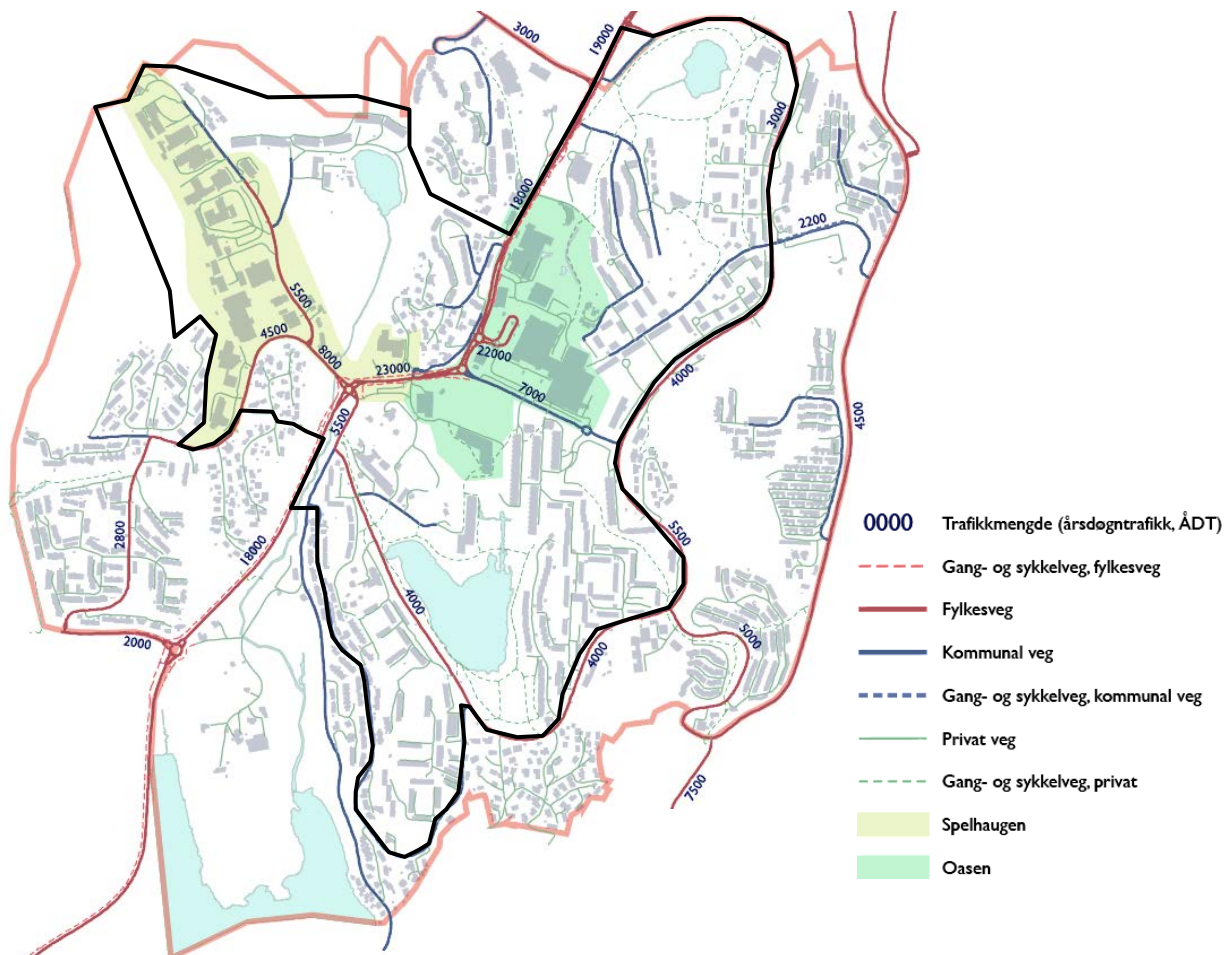 3000
19000
3000
18000
2200
5500
4500
8000
22000
23000
7000
4000
5500
4500
2800
18000
5500
4000
4000
5000
2000
7500
0000 Trafikkmengde (årsdøgntrafikk, ÅDT)
Gang- og sykkelveg, fylkesveg
Fylkesveg
Kommunal veg
Gang- og sykkelveg, kommunal veg
Privat veg
Gang- og sykkelveg, privat
Spelhaugen
Oasen